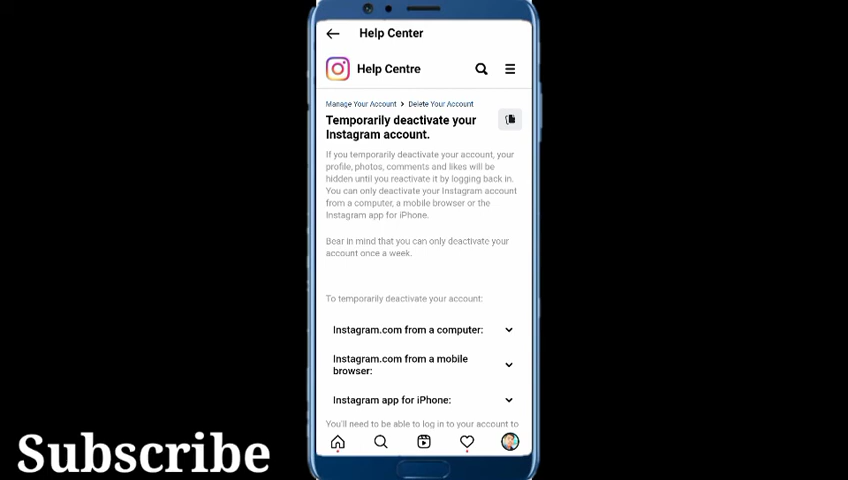 Help Center
Help Centre
Manage Your Account > Delete Your Account
Temporarily deactivate your
Instagram account.
If you temporarily deactivate your account, your
profile, photos, comments and likes will be
hidden until you reactivate it by logging back in.
You can only deactivate your Instagram account
from a computer, a mobile browser or the
Instagram app for iPhone.
Bear in mind that you can only deactivate your
account once a week.
To temporarily deactivate your account:
Instagram.com from a computer:
Instagram.com from a mobile
browser:
Instagram app for iPhone:
You'll need to be able to log in to your account to
Subscribe